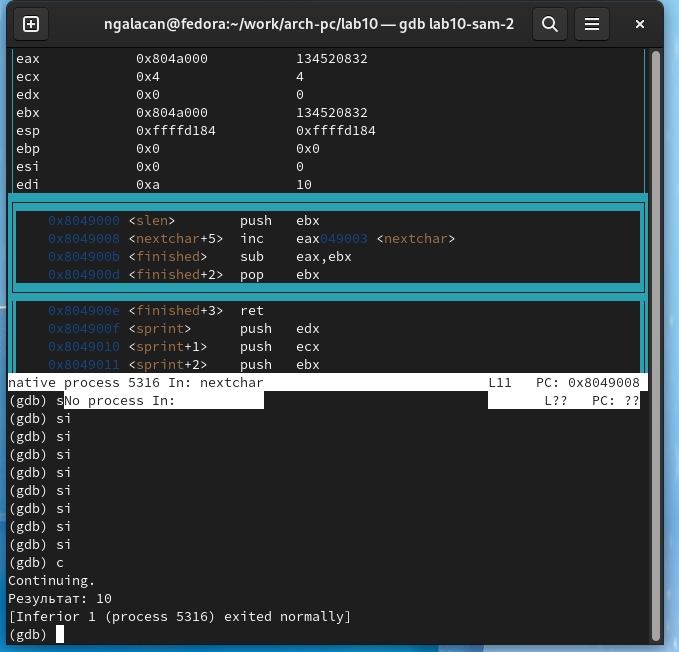 ngalacan@fedora:~/work/arch-pc/lab10 — gdb lab10-sam-2
eax 0x804a000 134520832
ecx 0x4 4
edx 0x0 0
ebx 0x804a000 134520832
esp 0xffffd184 0xffffd184
ebp 0x0 0x0
esi 0x0 0
edi 0xa 10
0x8049000 <slen> push ebx
0x8049008 <nextchar+5> inc eax049003 <nextchar>
0x804900b <finished> sub eax,ebx
0x804900d <finished+2> pop ebx
0x804900e <finished+3> ret
0x804900f <sprint> push edx
0x8049010 <sprint+1> push ecx
0x8049011 <sprint+2> push ebx
native process 5316 In: nextchar L11 PC: 0x8049008
(gdb) sNo process In: L?? PC: ??
(gdb) si
(gdb) si
(gdb) si
(gdb) si
(gdb) si
(gdb) si
(gdb) si
(gdb) si
(gdb) c
Continuing.
Результат: 10
[Inferior 1 (process 5316) exited normally]
(gdb)